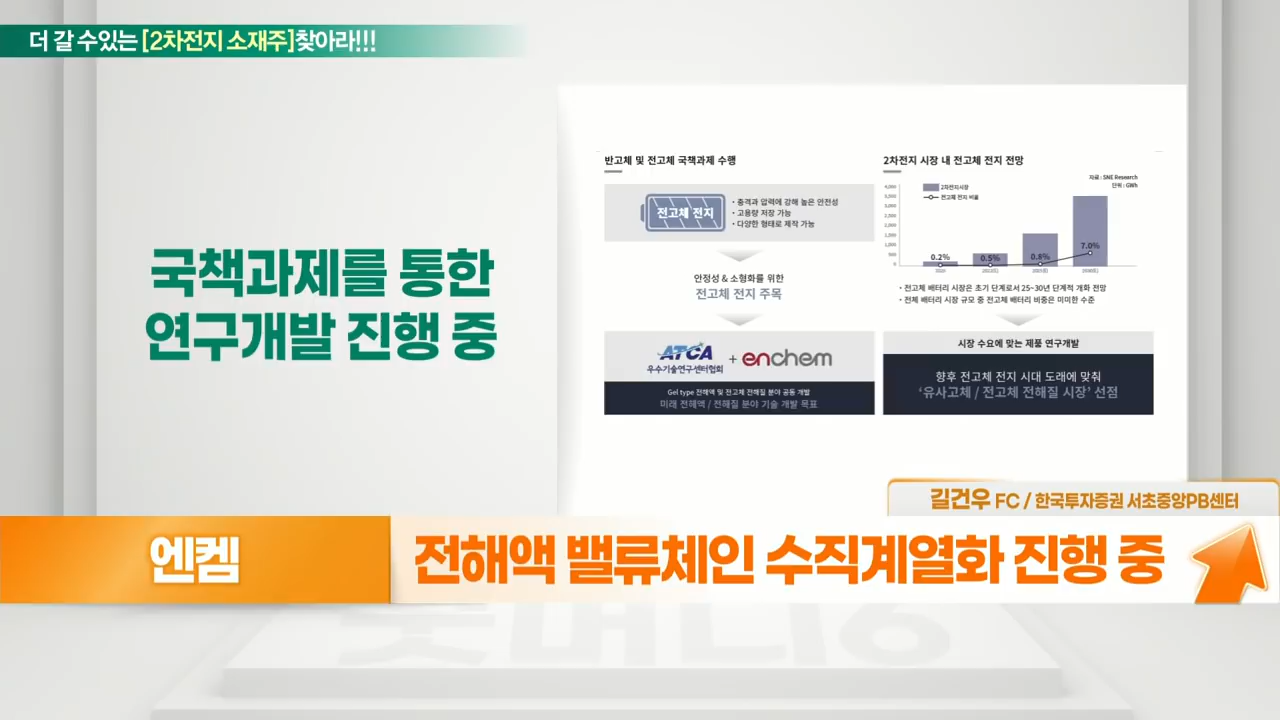 더 갈 수있는 [2차전지 소재주]찾아라!!!
국책과제를 통한
연구개발 진행 중
반고체 및 전고체 국책과제 수행
전고체 전지
• 충격과 압력에 강해 높은 안전성
• 고용량 저장 가능
• 다양한 형태로 제작 가능
안정성 & 소형화를 위한
전고체 전지 주목
ATCA
우수기술연구센터협회
+ enchem
Gel type 전해액 및 전고체 전해질 분야 공동 개발
미래 전해액 / 전해질 분야 기술 개발 목표
2차전지 시장 내 전고체 전지 전망
자료 : SNE Research
단위 : GWh
2차전지시장
전고체 전지 비율
4,000
3,500
3,000
2,500
2,000
1,500
1,000
500
0
0.2%
0.5%
0.8%
7.0%
• 전고체 배터리 시장은 초기 단계로서 25~30년 단계적 개화 전망
• 전체 배터리 시장 규모 중 전고체 배터리 비중은 미미한 수준
시장 수요에 맞는 제품 연구개발
향후 전고체 전지 시대 도래에 맞춰
‘유사고체 / 전고체 전해질 시장’ 선점
길건우 FC / 한국투자증권 서초중앙PB센터
엔켐
전해액 밸류체인 수직계열화 진행 중